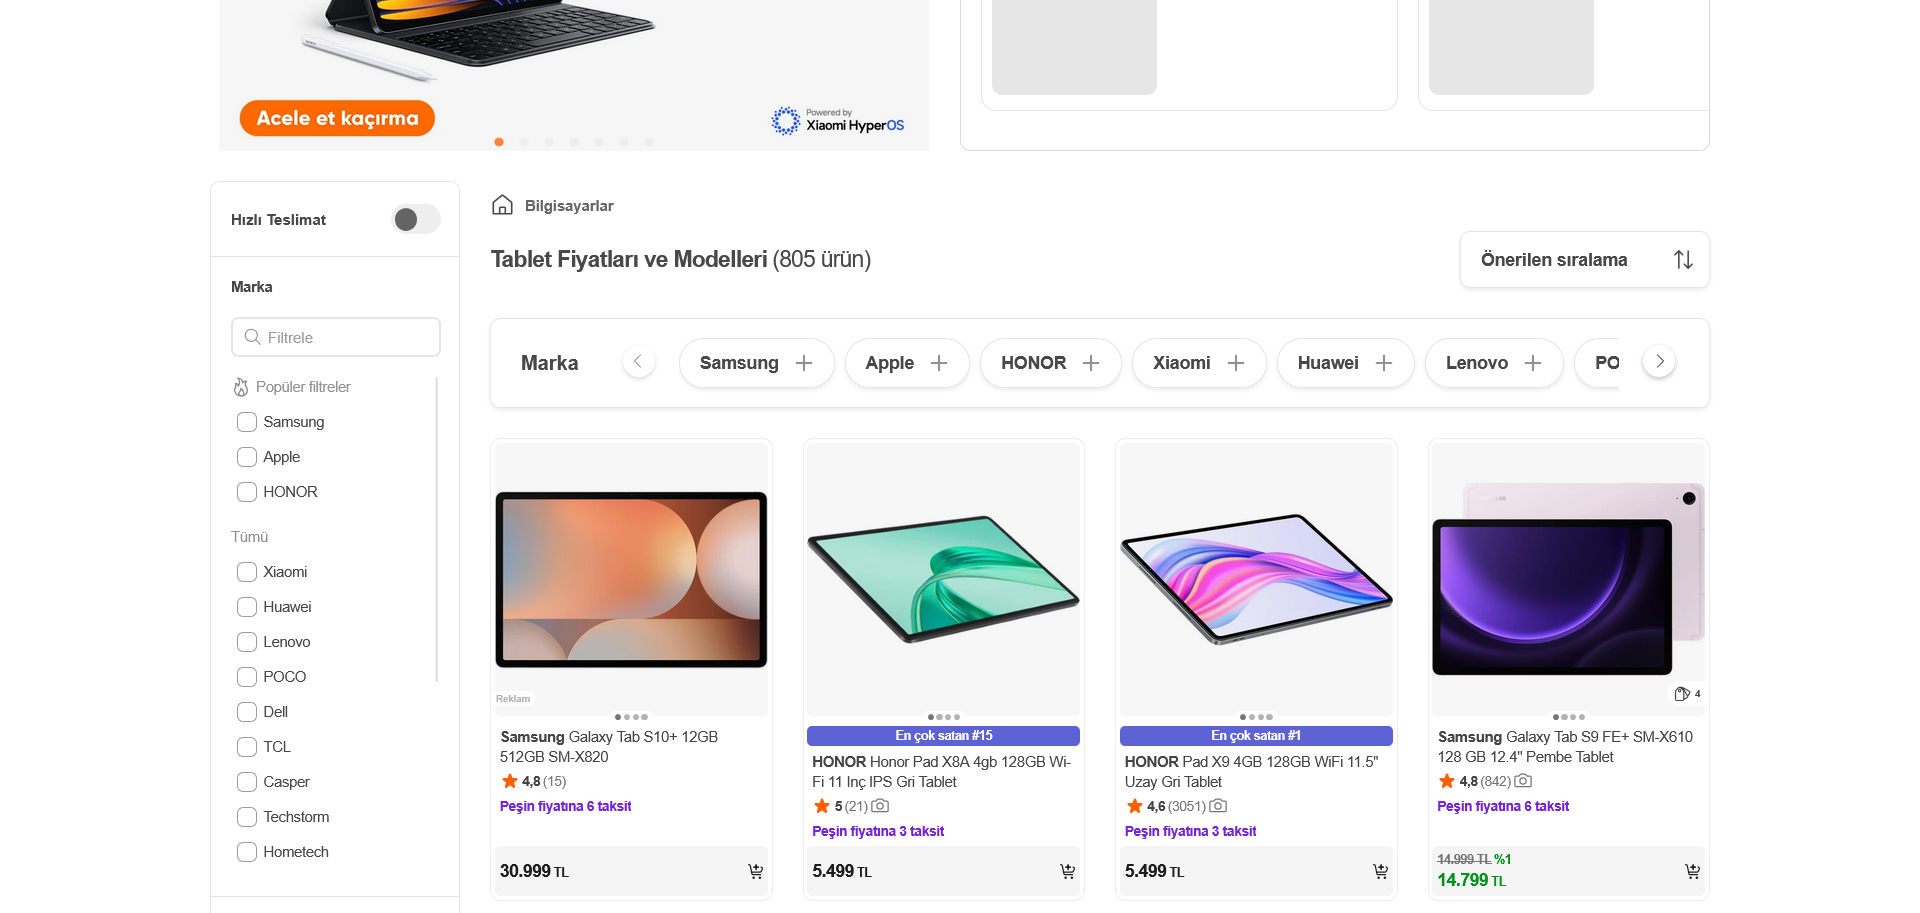 Acele et kaçırma
Powered by
Xiaomi HyperOS
Hızlı Teslimat
Marka
Filtrele
Popüler filtreler
Samsung
Apple
HONOR
Tümü
Xiaomi
Huawei
Lenovo
POCO
Dell
TCL
Casper
Techstorm
Hometech
Bilgisayarlar
Tablet Fiyatları ve Modelleri (805 ürün)
Önerilen sıralama
Marka
Samsung
Apple
HONOR
Xiaomi
Huawei
Lenovo
PO
Reklam
Samsung Galaxy Tab S10+ 12GB
512GB SM-X820
4,8 (15)
Peşin fiyatına 6 taksit
30.999 TL
En çok satan #15
HONOR Honor Pad X8A 4gb 128GB Wi-
Fi 11 Inç IPS Gri Tablet
5 (21)
Peşin fiyatına 3 taksit
5.499 TL
En çok satan #1
HONOR Pad X9 4GB 128GB WiFi 11.5"
Uzay Gri Tablet
4,6 (3051)
Peşin fiyatına 3 taksit
5.499 TL
4
Samsung Galaxy Tab S9 FE+ SM-X610
128 GB 12.4" Pembe Tablet
4,8 (842)
Peşin fiyatına 6 taksit
14.999 TL %1
14.799 TL